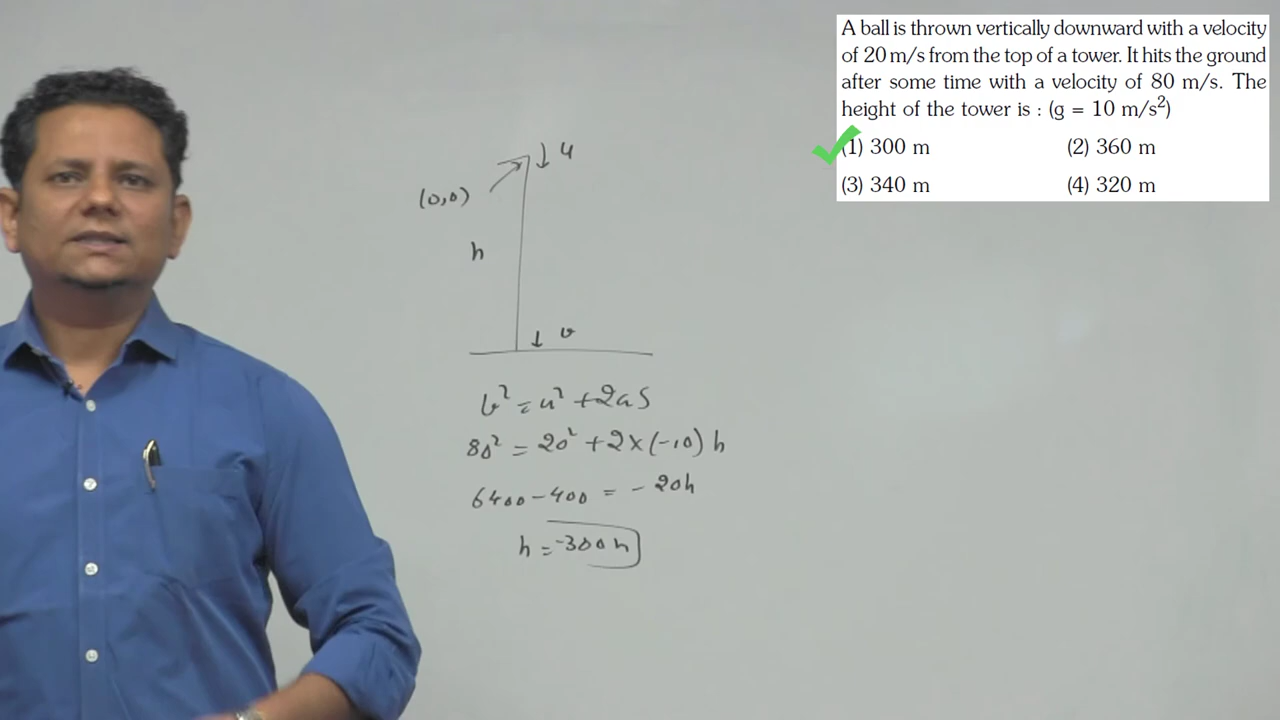 A ball is thrown vertically downward with a velocity
of 20 m/s from the top of a tower. It hits the ground
after some time with a velocity of 80 m/s. The
height of the tower is : (g = 10 m/s²)
(1) 300 m (2) 360 m
(3) 340 m (4) 320 m
↓ u
(0,0)
h
↓ v
v² = u² + 2as
80² = 20² + 2×(-10) h
6400 - 400 = - 20h
h = -300m